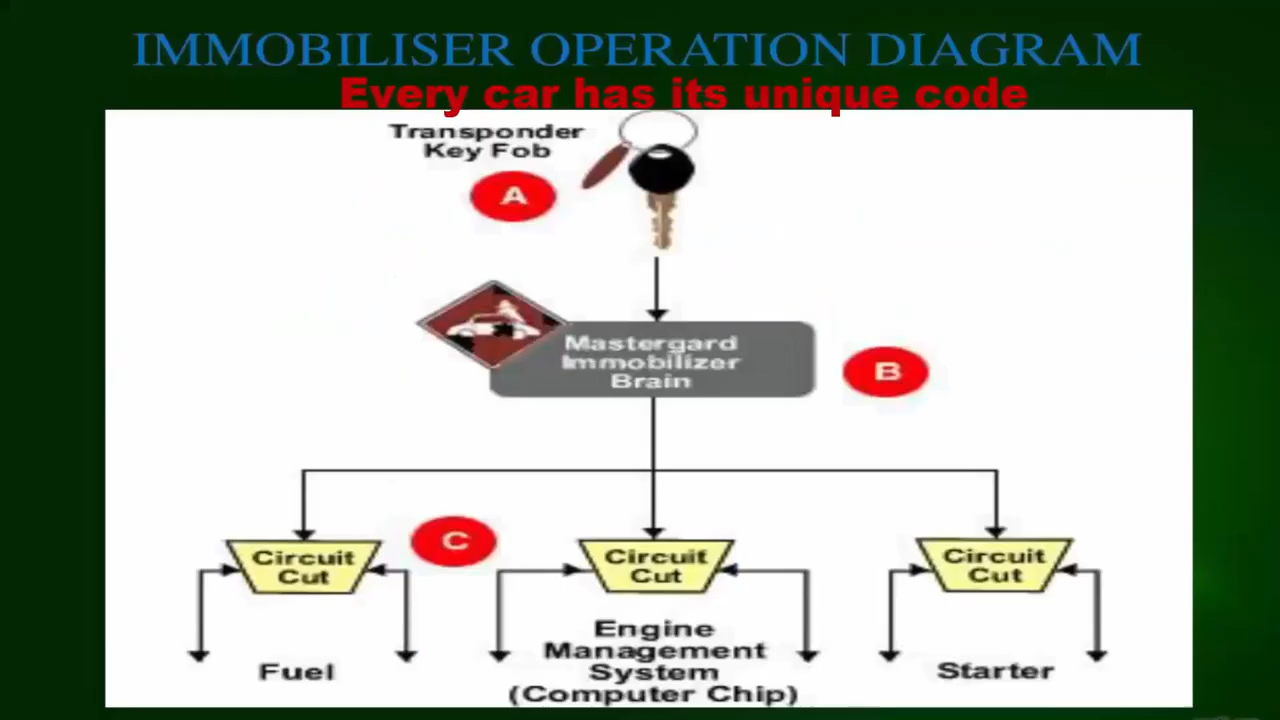 IMMOBILISER OPERATION DIAGRAM
Every car has its unique code
Transponder
Key Fob
A
Mastergard
Immobilizer
Brain
B
C
Circuit
Cut
Circuit
Cut
Circuit
Cut
Fuel
Engine
Management
System
(Computer Chip)
Starter